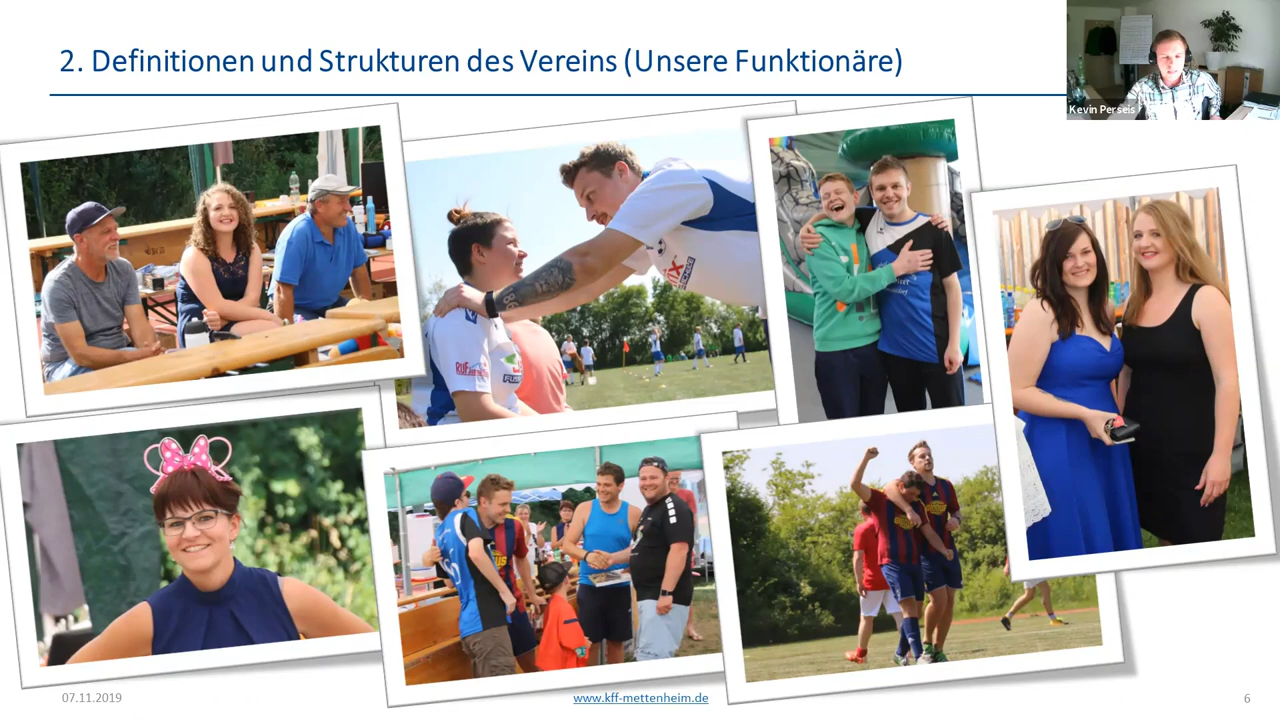 2. Definitionen und Strukturen des Vereins (Unsere Funktionäre)
Kevin Perseis
07.11.2019
www.kff-mettenheim.de
6